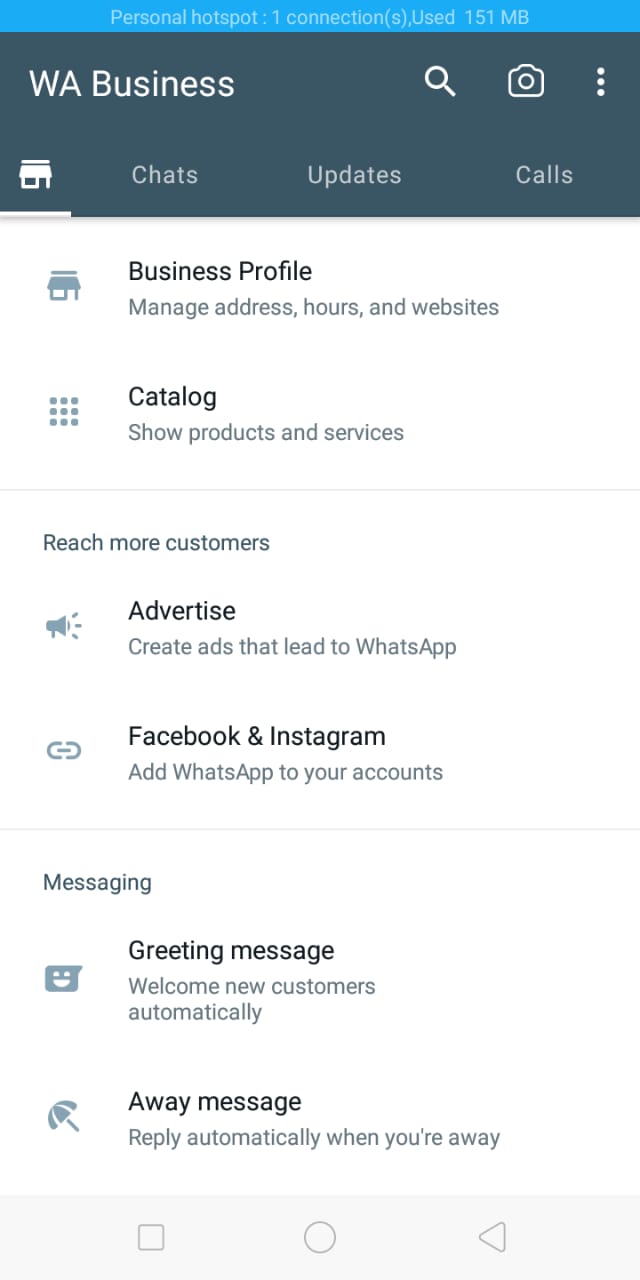 Personal hotspot : 1 connection(s),Used  151 MB
WA Business
Chats Updates Calls
Business Profile
Manage address, hours, and websites
Catalog
Show products and services
Reach more customers
Advertise
Create ads that lead to WhatsApp
Facebook & Instagram
Add WhatsApp to your accounts
Messaging
Greeting message
Welcome new customers
automatically
Away message
Reply automatically when you're away